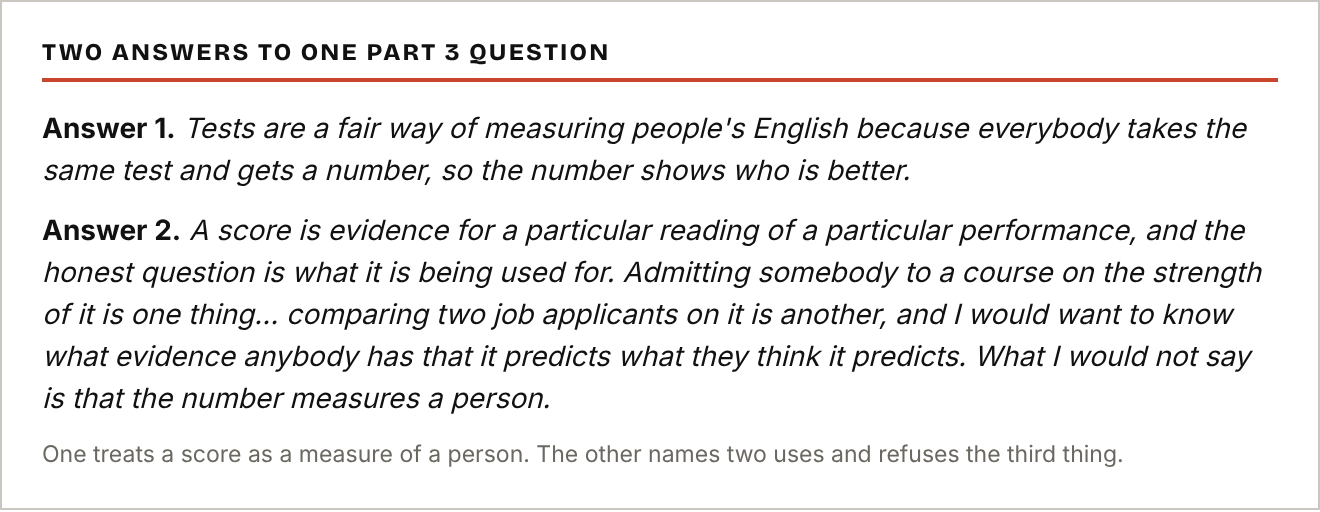 TWO ANSWERS TO ONE PART 3 QUESTION
Answer 1. Tests are a fair way of measuring people's English because everybody takes the
same test and gets a number, so the number shows who is better.
Answer 2. A score is evidence for a particular reading of a particular performance, and the
honest question is what it is being used for. Admitting somebody to a course on the strength
of it is one thing... comparing two job applicants on it is another, and I would want to know
what evidence anybody has that it predicts what they think it predicts. What I would not say
is that the number measures a person.
One treats a score as a measure of a person. The other names two uses and refuses the third thing.